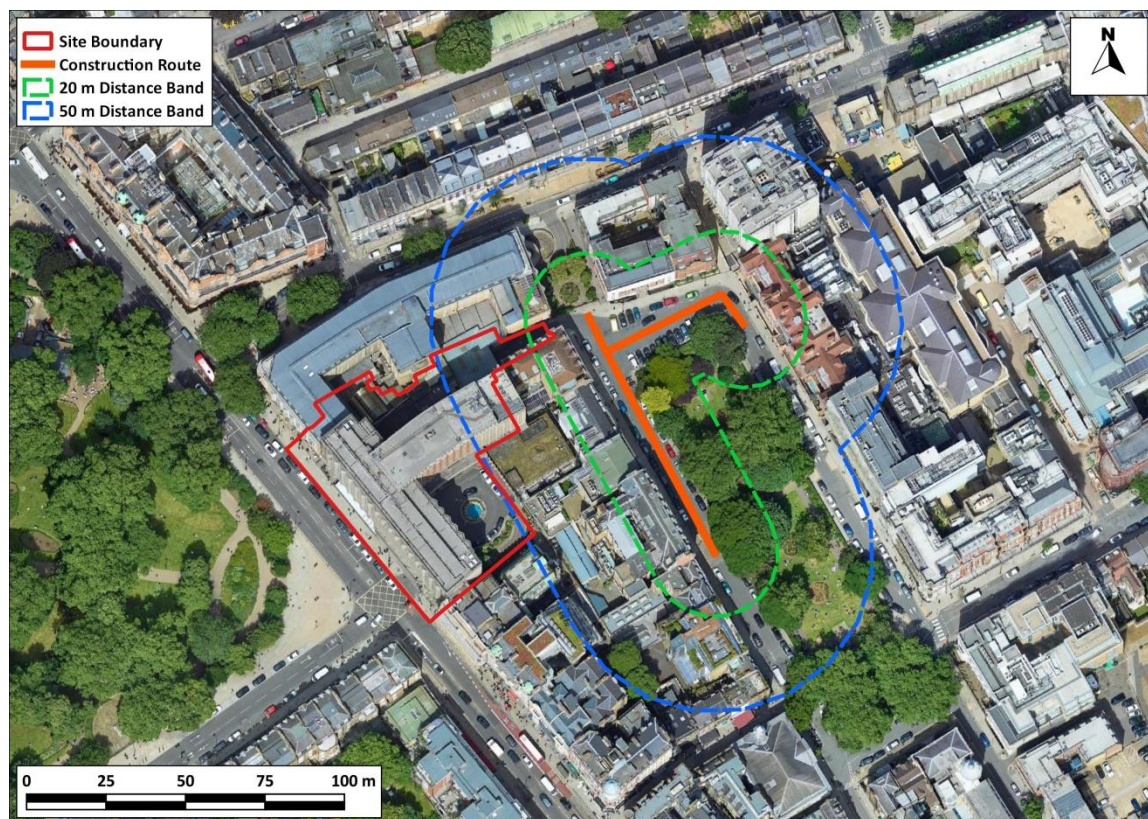 Site Boundary
Construction Route
20 m Distance Band
50 m Distance Band
N
0 25 50 75 100 m